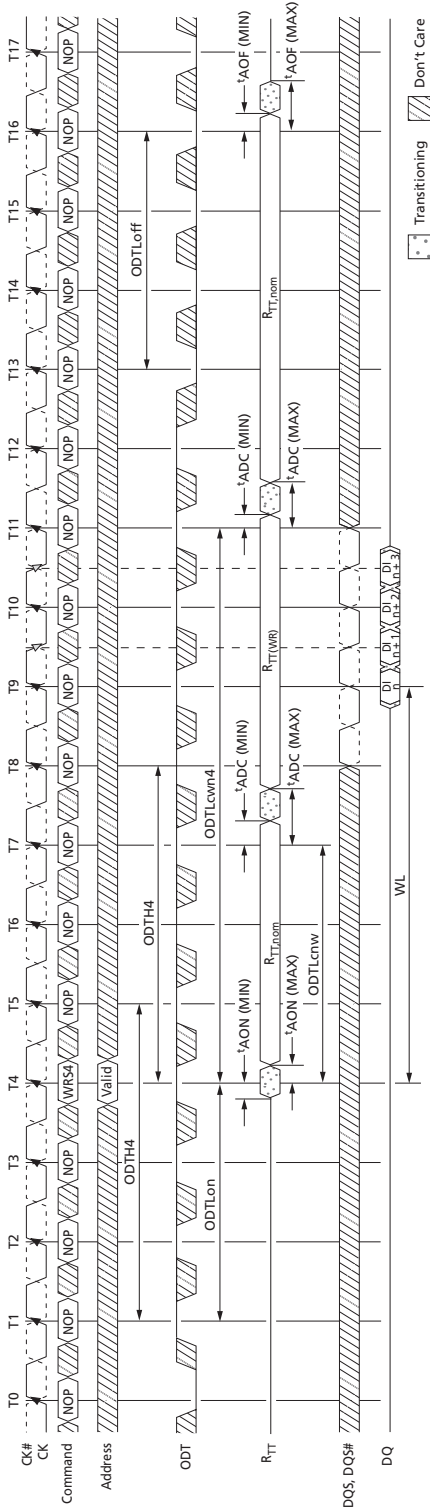 T0 T1 T2 T3 T4 T5 T6 T7 T8 T9 T10 T11 T12 T13 T14 T15 T16 T17
CK#
CK
Command NOP NOP NOP NOP WRS4 NOP NOP NOP NOP NOP NOP NOP NOP NOP NOP NOP NOP NOP
Address Valid
ODTH4 ODTH4 ODTLoff
ODT
ODTLon ODTLcwn4
tAON (MIN) tADC (MIN) tADC (MIN) tAOF (MIN)
RTT RTT,nom RTT(WR) RTT,nom
tAON (MAX) tADC (MAX) tADC (MAX) tAOF (MAX)
ODTLcnw
DQS, DQS#
WL
DQ DI n DI n + 1 DI n + 2 DI n + 3
Transitioning Don't Care